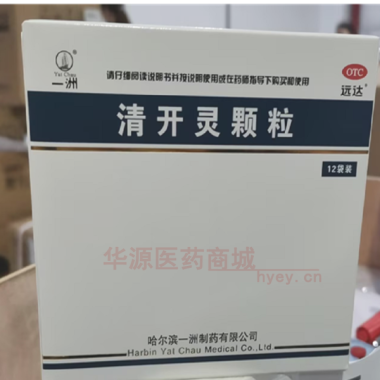 Yat Chau
一洲
请仔细阅读说明书并按说明使用或在药师指导下购买和使用
OTC
远达
清开灵颗粒
12袋装
华源医药商城
hyey.cn
哈尔滨一洲制药有限公司
Harbin Yat Chau Medical Co.,Ltd